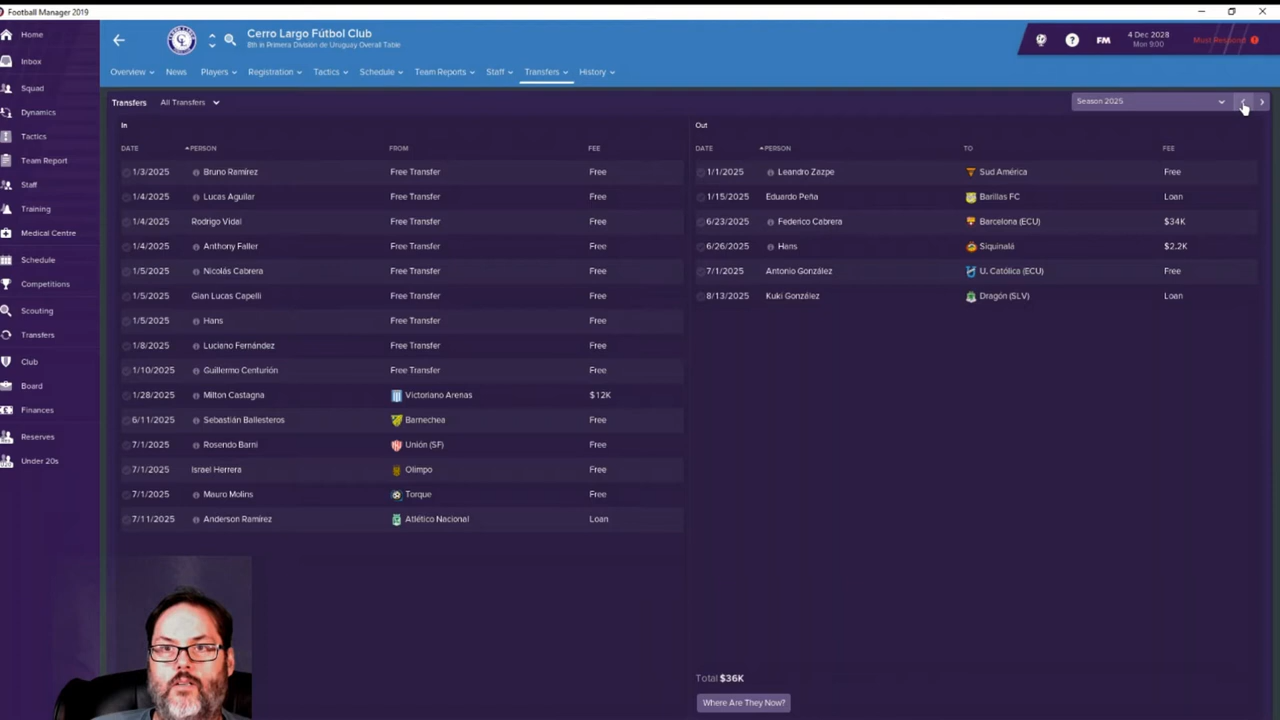 Football Manager 2019
Home
Inbox
Squad
Dynamics
Tactics
Team Report
Staff
Training
Medical Centre
Schedule
Competitions
Scouting
Transfers
Club
Board
Finances
Reserves
Under 20s
Cerro Largo Fútbol Club
8th in Primera División de Uruguay Overall Table
4 Dec 2028
Mon 9:00
Must Respond
FM
Overview News Players Registration Tactics Schedule Team Reports Staff Transfers History
Transfers All Transfers Season 2025
In
DATE PERSON FROM FEE
1/3/2025 Bruno Ramírez Free Transfer Free
1/4/2025 Lucas Aguilar Free Transfer Free
1/4/2025 Rodrigo Vidal Free Transfer Free
1/4/2025 Anthony Faller Free Transfer Free
1/5/2025 Nicolás Cabrera Free Transfer Free
1/5/2025 Gian Lucas Capelli Free Transfer Free
1/5/2025 Hans Free Transfer Free
1/8/2025 Luciano Fernández Free Transfer Free
1/10/2025 Guillermo Centurión Free Transfer Free
1/28/2025 Milton Castagna Victoriano Arenas $12K
6/11/2025 Sebastián Ballesteros Barnechea Free
7/1/2025 Rosendo Barni Unión (SF) Free
7/1/2025 Israel Herrera Olimpo Free
7/1/2025 Mauro Molins Torque Free
7/11/2025 Anderson Ramírez Atlético Nacional Loan
Out
DATE PERSON TO FEE
1/1/2025 Leandro Zazpe Sud América Free
1/15/2025 Eduardo Peña Barillas FC Loan
6/23/2025 Federico Cabrera Barcelona (ECU) $34K
6/26/2025 Hans Siquinalá $2.2K
7/1/2025 Antonio González U. Católica (ECU) Free
8/13/2025 Kuki González Dragón (SLV) Loan
Total $36K
Where Are They Now?